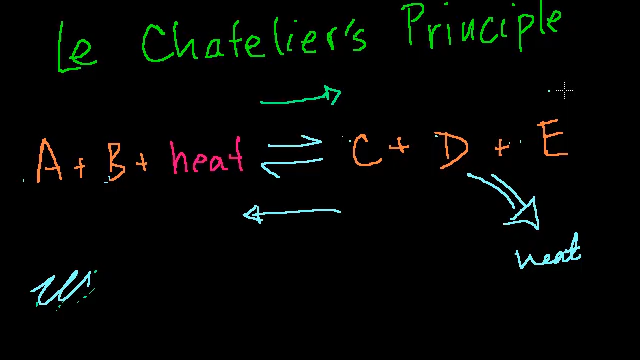 Le Chatelier's Principle
A + B + heat ⇌ C + D + E
heat